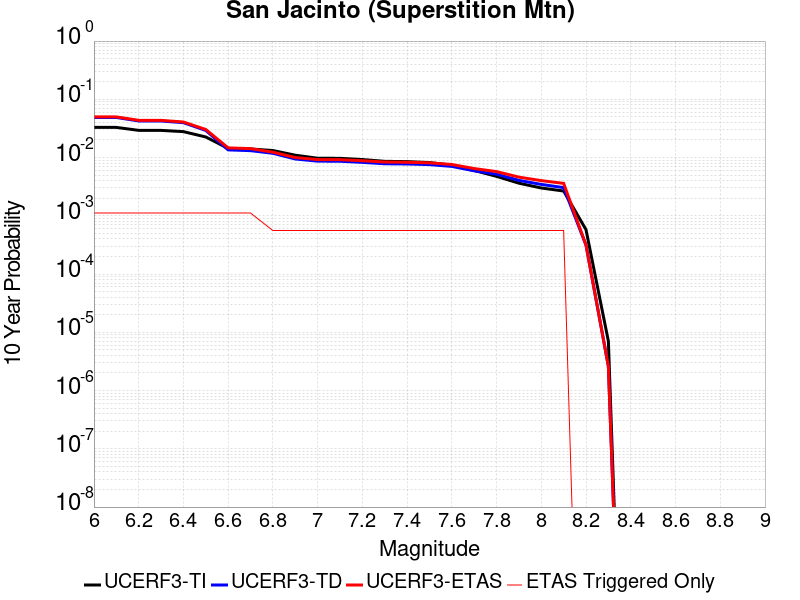 San Jacinto (Superstition Mtn)
10 Year Probability
10^0
10^-1
10^-2
10^-3
10^-4
10^-5
10^-6
10^-7
10^-8
6 6.2 6.4 6.6 6.8 7 7.2 7.4 7.6 7.8 8 8.2 8.4 8.6 8.8 9
Magnitude
UCERF3-TI UCERF3-TD UCERF3-ETAS ETAS Triggered Only